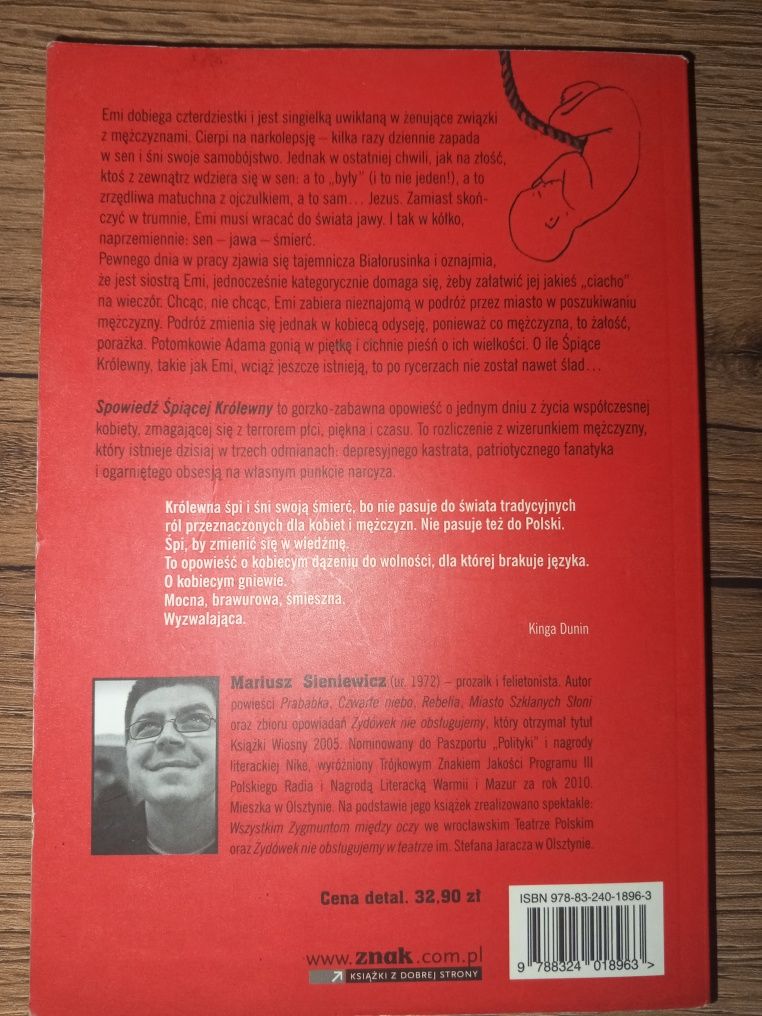 Emi dobiega czterdziestki i jest singielką uwikłaną w żenujące związki
z mężczyznami. Cierpi na narkolepsję – kilka razy dziennie zapada
w sen i śni swoje samobójstwo. Jednak w ostatniej chwili, jak na złość,
ktoś z zewnątrz wdziera się w sen: a to „były” (i to nie jeden!), a to
zrzędliwa matuchna z ojczulkiem, a to sam… Jezus. Zamiast skoń-
czyć w trumnie, Emi musi wracać do świata jawy. I tak w kółko,
naprzemiennie: sen – jawa – śmierć.
Pewnego dnia w pracy zjawia się tajemnicza Białorusinka i oznajmia,
że jest siostrą Emi, jednocześnie kategorycznie domaga się, żeby załatwić jej jakieś „ciacho”
na wieczór. Chcąc, nie chcąc, Emi zabiera nieznajomą w podróż przez miasto w poszukiwaniu
mężczyzny. Podróż zmienia się jednak w kobiecą odyseję, ponieważ co mężczyzna, to żałość,
porażka. Potomkowie Adama gonią w piętkę i cichnie pieśń o ich wielkości. O ile Śpiące
Królewny, takie jak Emi, wciąż jeszcze istnieją, to po rycerzach nie został nawet ślad…
Spowiedź Śpiącej Królewny to gorzko-zabawna opowieść o jednym dniu z życia współczesnej
kobiety, zmagającej się z terrorem płci, piękna i czasu. To rozliczenie z wizerunkiem mężczyzny,
który istnieje dzisiaj w trzech odmianach: depresyjnego kastrata, patriotycznego fanatyka
i ogarniętego obsesją na własnym punkcie narcyza.
Królewna śpi i śni swoją śmierć, bo nie pasuje do świata tradycyjnych
ról przeznaczonych dla kobiet i mężczyzn. Nie pasuje też do Polski.
Śpi, by zmienić się w wiedźmę.
To opowieść o kobiecym dążeniu do wolności, dla której brakuje języka.
O kobiecym gniewie.
Mocna, brawurowa, śmieszna.
Wyzwalająca.
Kinga Dunin
Mariusz Sieniewicz (ur. 1972) – prozaik i felietonista. Autor
powieści Prababka, Czwarte niebo, Rebelia, Miasto Szklanych Słoni
oraz zbioru opowiadań Żydówek nie obsługujemy, który otrzymał tytuł
Książki Wiosny 2005. Nominowany do Paszportu „Polityki” i nagrody
literackiej Nike, wyróżniony Trójkowym Znakiem Jakości Programu III
Polskiego Radia i Nagrodą Literacką Warmii i Mazur za rok 2010.
Mieszka w Olsztynie. Na podstawie jego książek zrealizowano spektakle:
Wszystkim Zygmuntom między oczy we wrocławskim Teatrze Polskim
oraz Żydówek nie obsługujemy w teatrze im. Stefana Jaracza w Olsztynie.
Cena detal. 32,90 zł
ISBN 978-83-240-1896-3
9 788324 018963 >
www.znak.com.pl
KSIĄŻKI Z DOBREJ STRONY